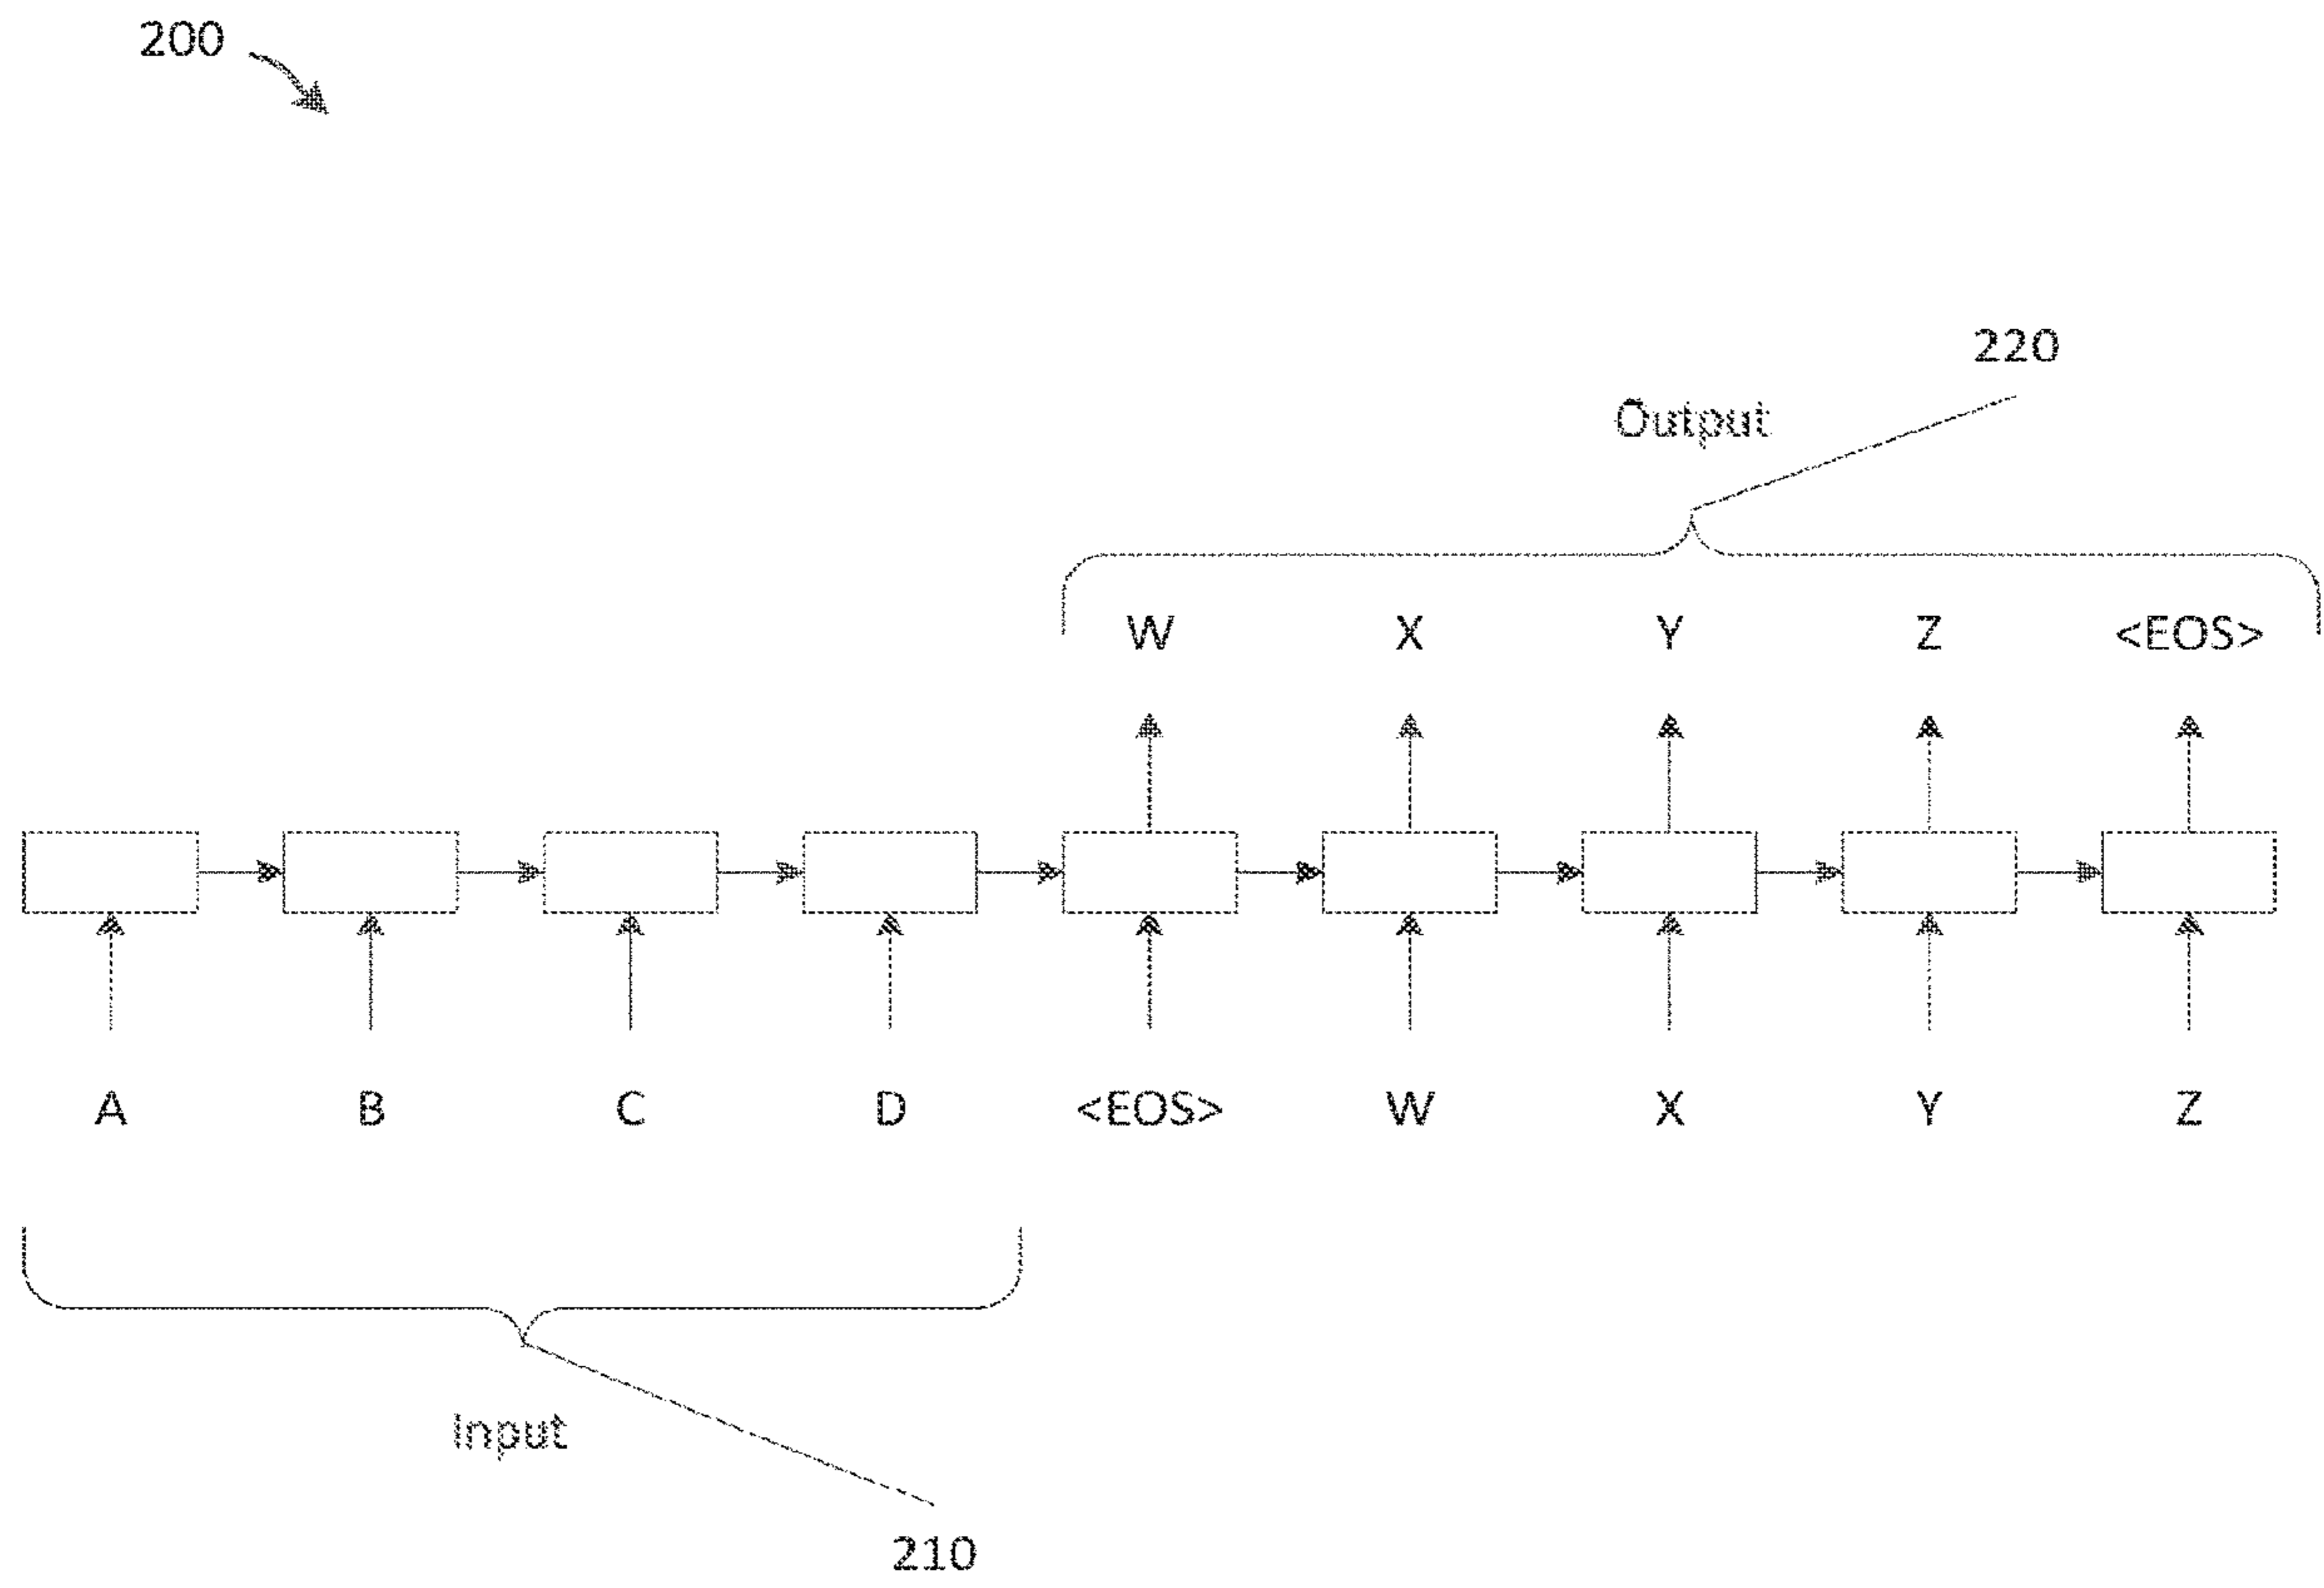 200
220
Output
W X Y Z <EOS>
A B C D <EOS> W X Y Z
Input
210